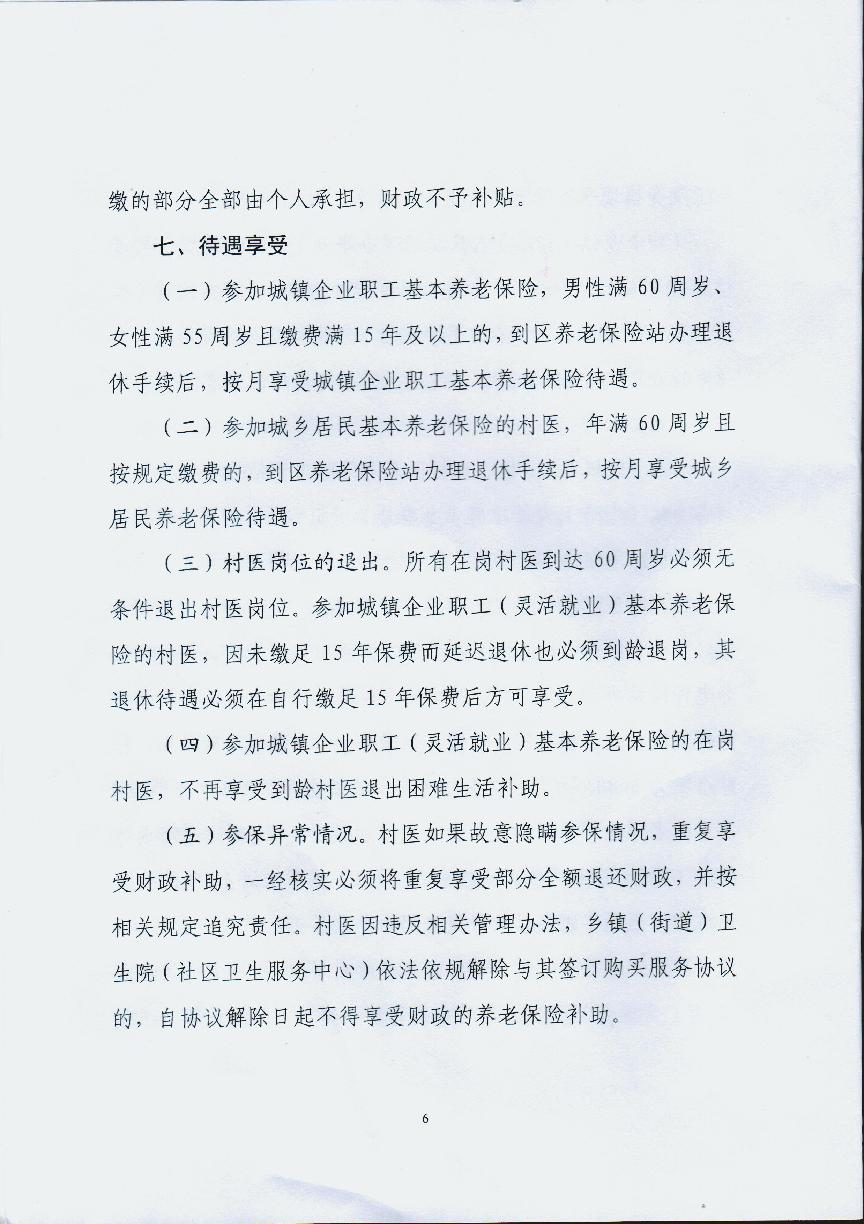 缴的部分全部由个人承担，财政不予补贴。
七、待遇享受
（一）参加城镇企业职工基本养老保险，男性满 60 周岁、
女性满 55 周岁且缴费满 15 年及以上的，到区养老保险站办理退
休手续后，按月享受城镇企业职工基本养老保险待遇。
（二）参加城乡居民基本养老保险的村医，年满 60 周岁且
按规定缴费的，到区养老保险站办理退休手续后，按月享受城乡
居民养老保险待遇。
（三）村医岗位的退出。所有在岗村医到达 60 周岁必须无
条件退出村医岗位。参加城镇企业职工（灵活就业）基本养老保
险的村医，因未缴足 15 年保费而延迟退休也必须到龄退岗，其
退休待遇必须在自行缴足 15 年保费后方可享受。
（四）参加城镇企业职工（灵活就业）基本养老保险的在岗
村医，不再享受到龄村医退出困难生活补助。
（五）参保异常情况。村医如果故意隐瞒参保情况，重复享
受财政补助，一经核实必须将重复享受部分全额退还财政，并按
相关规定追究责任。村医因违反相关管理办法，乡镇（街道）卫
生院（社区卫生服务中心）依法依规解除与其签订购买服务协议
的，自协议解除日起不得享受财政的养老保险补助。
6